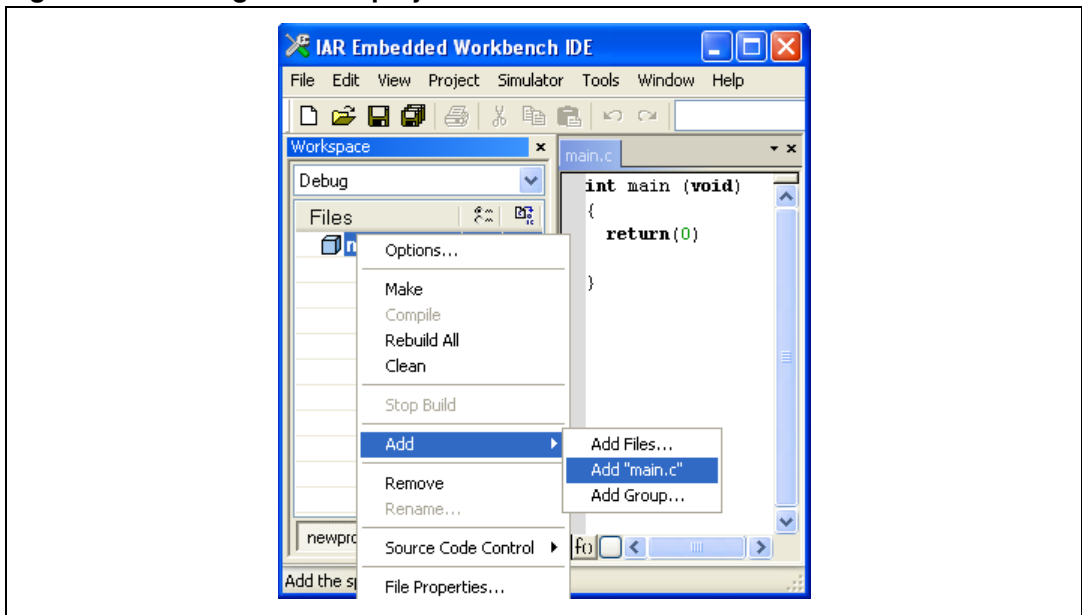 IAR Embedded Workbench IDE
File Edit View Project Simulator Tools Window Help
Workspace
Debug
Files
Options...
Make
Compile
Rebuild All
Clean
Stop Build
Add
Remove
Rename...
Source Code Control
File Properties...
Add Files...
Add "main.c"
Add Group...
main.c
int main (void)
{
return(0)
}
newpro
Add the s